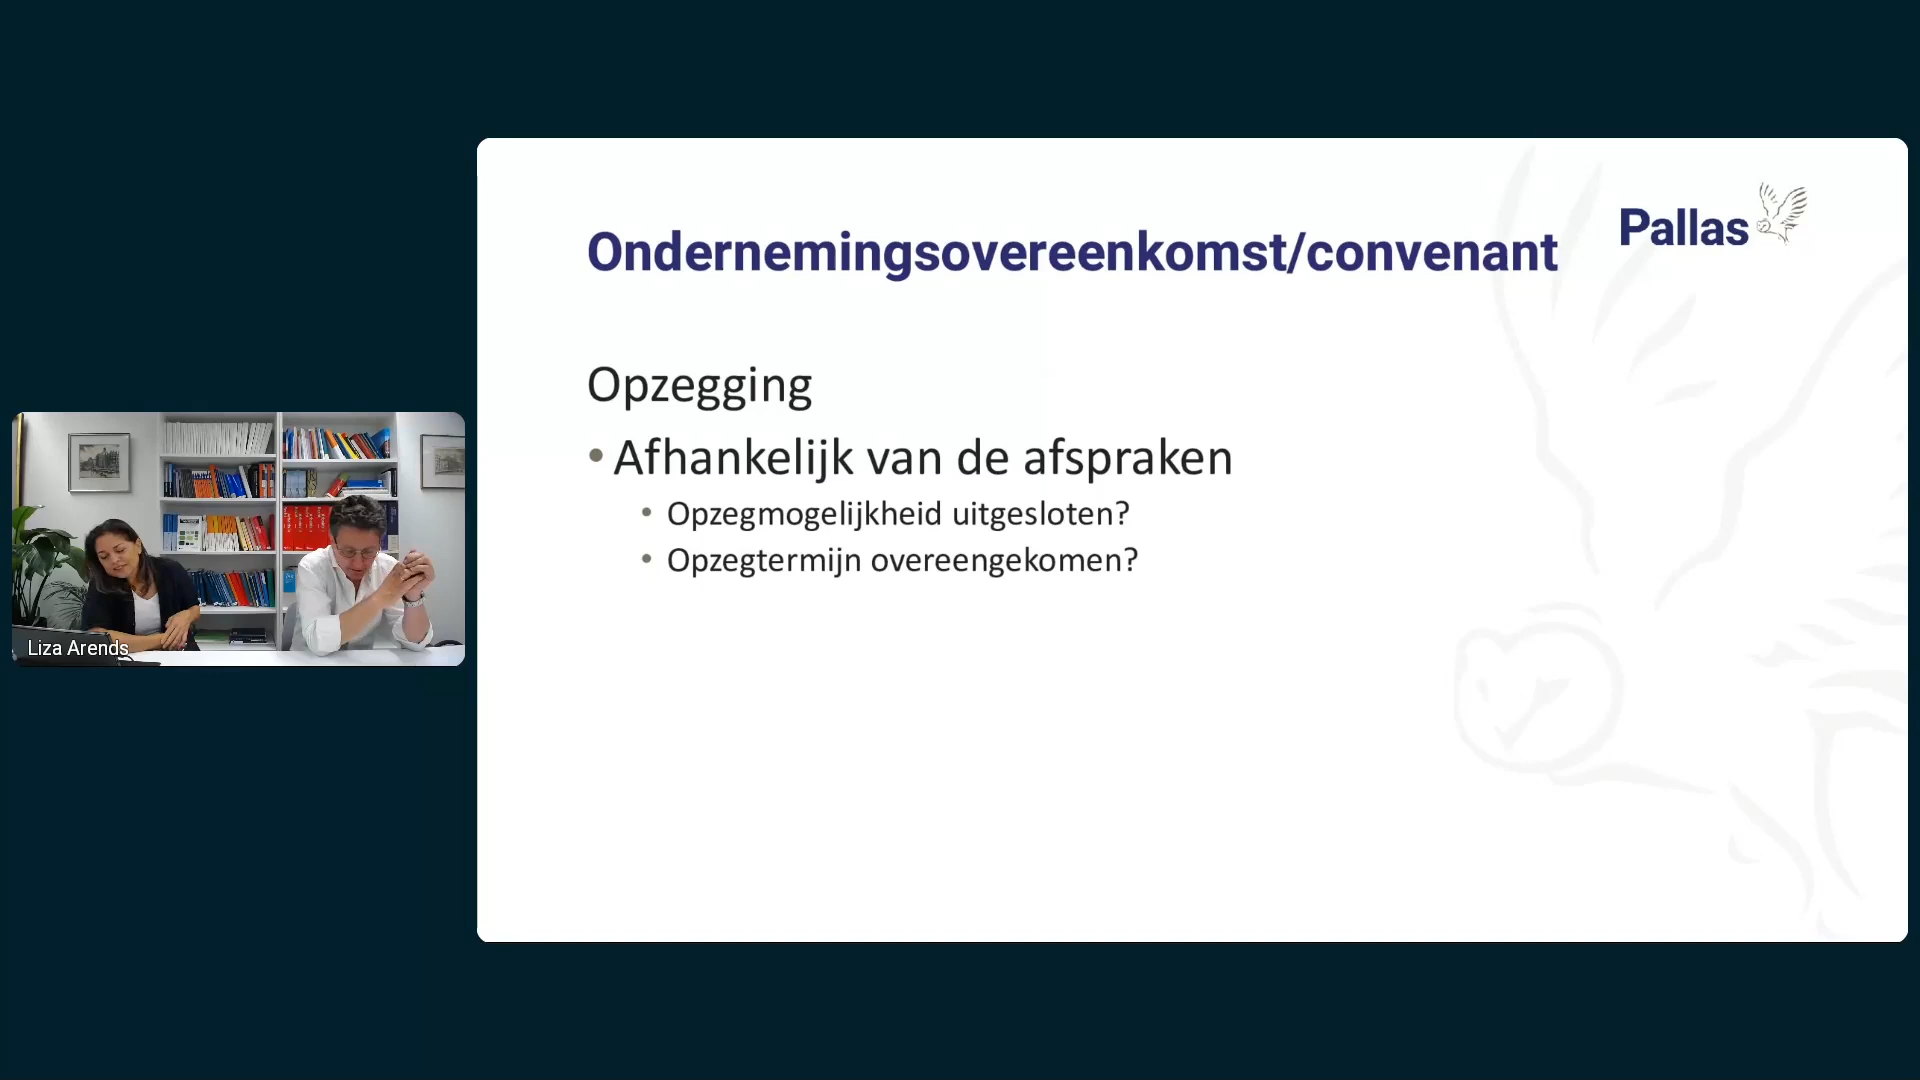 Ondernemingsovereenkomst/convenant
Pallas
Opzegging
• Afhankelijk van de afspraken
• Opzegmogelijkheid uitgesloten?
• Opzegtermijn overeengekomen?
Liza Arends